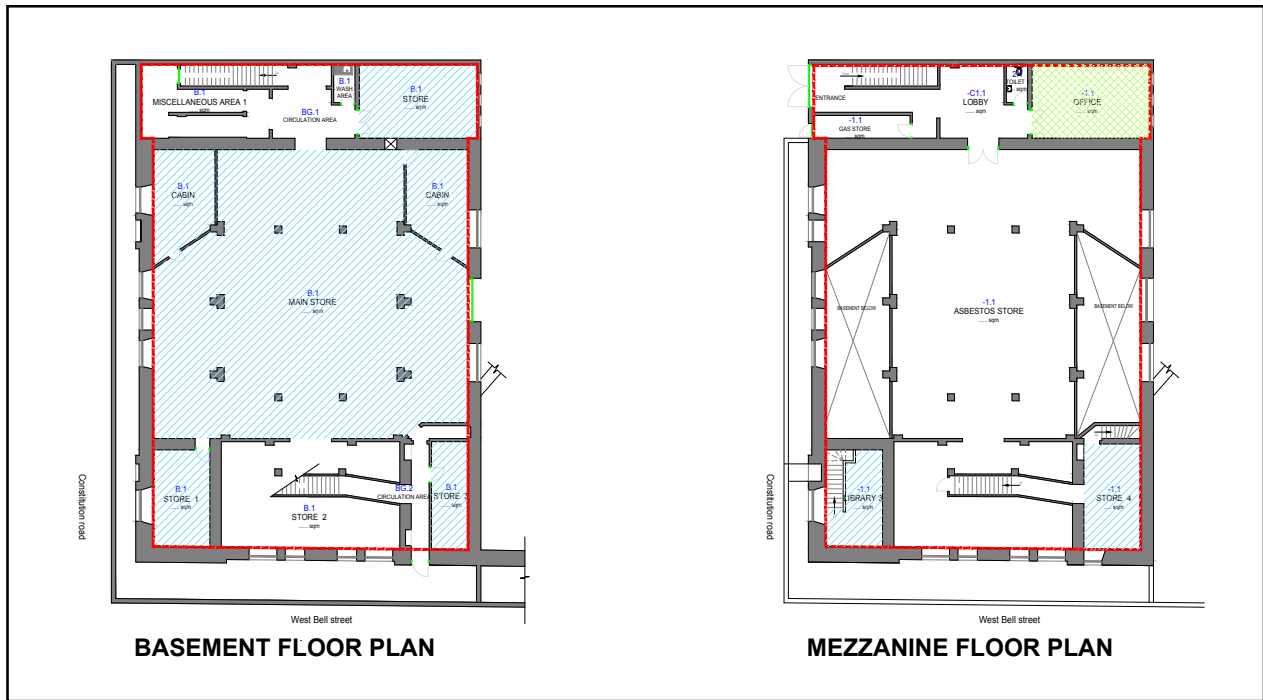 B.1
MISCELLANEOUS AREA 1
sqm
B.1
WASH
AREA
B.1
STORE
...... sqm
BG.1
CIRCULATION AREA
B.1
CABIN
...... sqm
B.1
CABIN
...... sqm
B.1
MAIN STORE
...... sqm
B.1
STORE 1
...... sqm
B.1
STORE 2
...... sqm
BG.2
CIRCULATION AREA
B.1
STORE 3
...... sqm
Constitution road
West Bell street
BASEMENT FLOOR PLAN
ENTRANCE
-1.1
GAS STORE
...... sqm
-C1.1
LOBBY
...... sqm
TOILET
sqm
-1.1
OFFICE
...... sqm
BASEMENT BELOW
-1.1
ASBESTOS STORE
...... sqm
BASEMENT BELOW
-1.1
LIBRARY 3
...... sqm
-1.1
STORE 4
...... sqm
Constitution road
West Bell street
MEZZANINE FLOOR PLAN